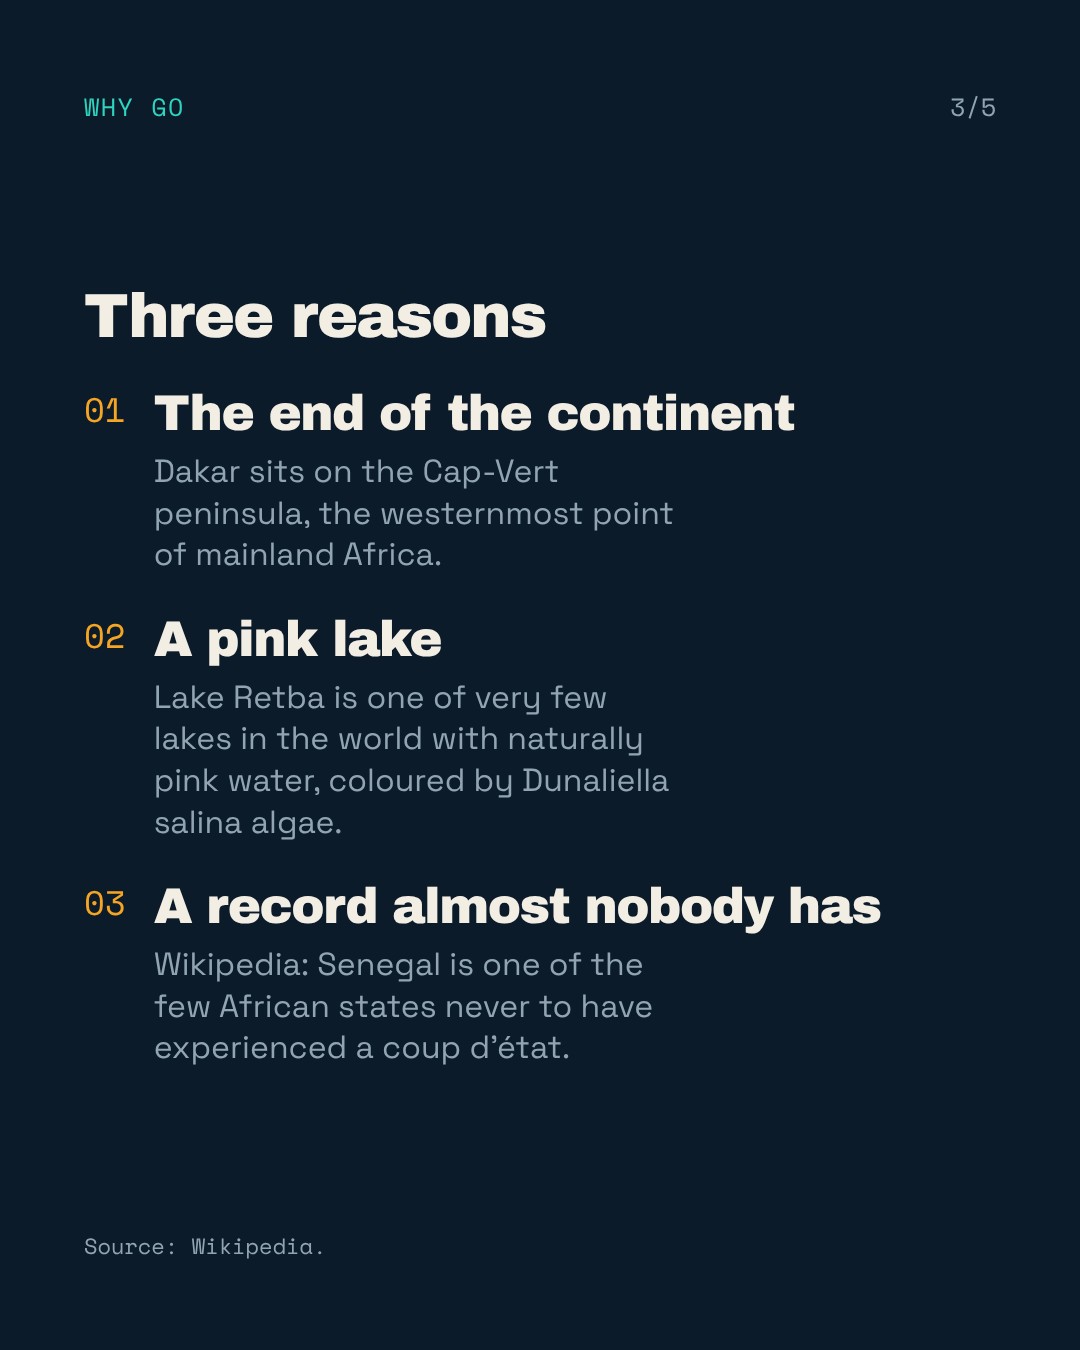 WHY GO
3/5
Three reasons
01 The end of the continent
Dakar sits on the Cap-Vert
peninsula, the westernmost point
of mainland Africa.
02 A pink lake
Lake Retba is one of very few
lakes in the world with naturally
pink water, coloured by Dunaliella
salina algae.
03 A record almost nobody has
Wikipedia: Senegal is one of the
few African states never to have
experienced a coup d’état.
Source: Wikipedia.